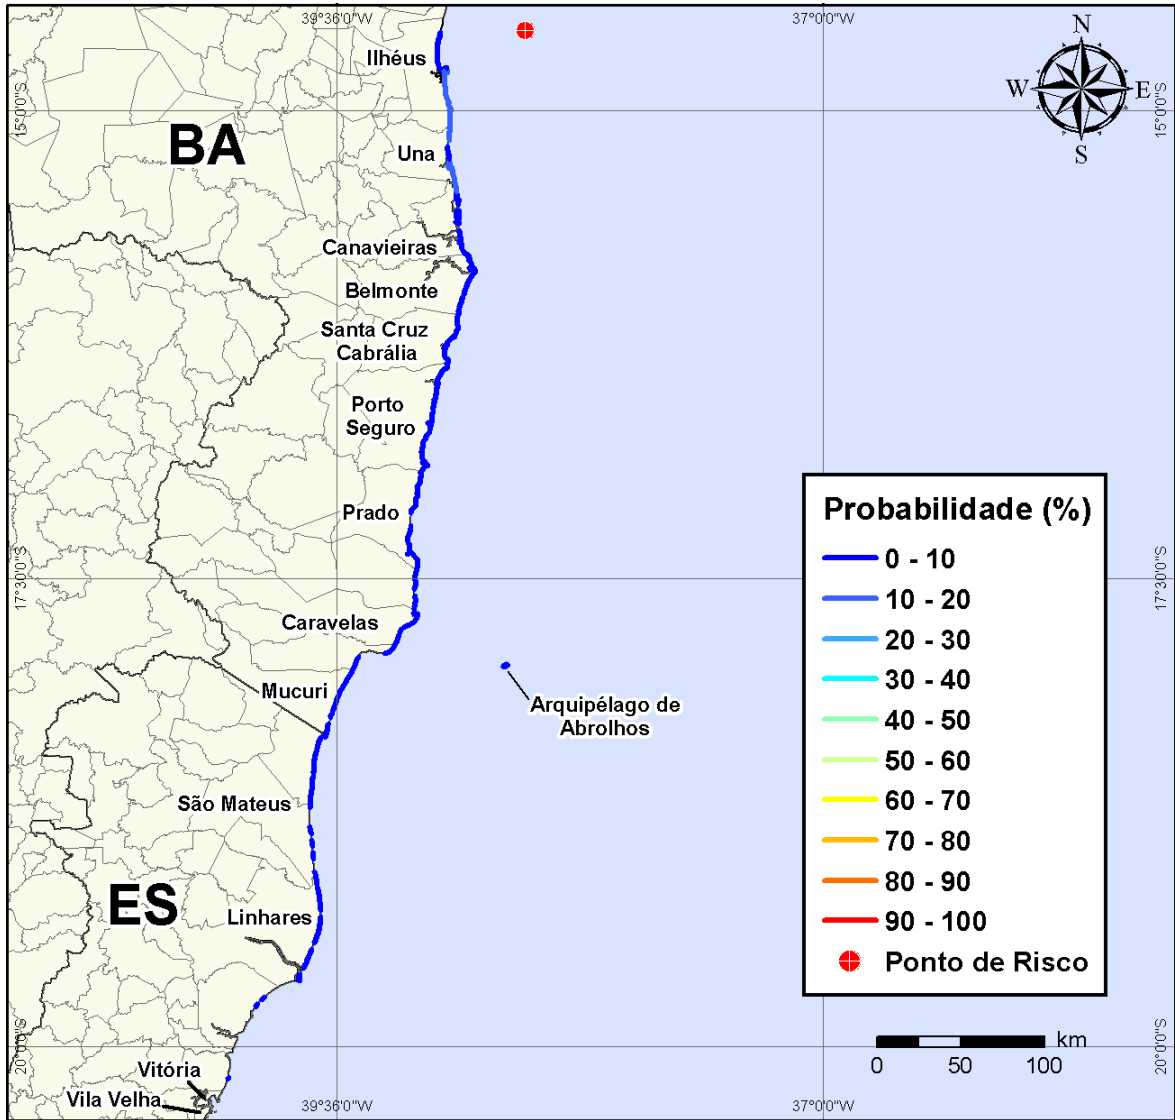 39°36'0"W
37°0'0"W
Ilhéus
N
W
E
S
15°0'0"S
15°0'0"S
BA
Una
Canavieiras
Belmonte
Santa Cruz
Cabrália
Porto
Seguro
Prado
Probabilidade (%)
0 - 10
10 - 20
20 - 30
30 - 40
40 - 50
50 - 60
60 - 70
70 - 80
80 - 90
90 - 100
Ponto de Risco
17°30'0"S
17°30'0"S
Caravelas
Mucuri
Arquipélago de
Abrolhos
São Mateus
ES
Linhares
20°0'0"S
20°0'0"S
km
0
50
100
Vitória
Vila Velha
39°36'0"W
37°0'0"W